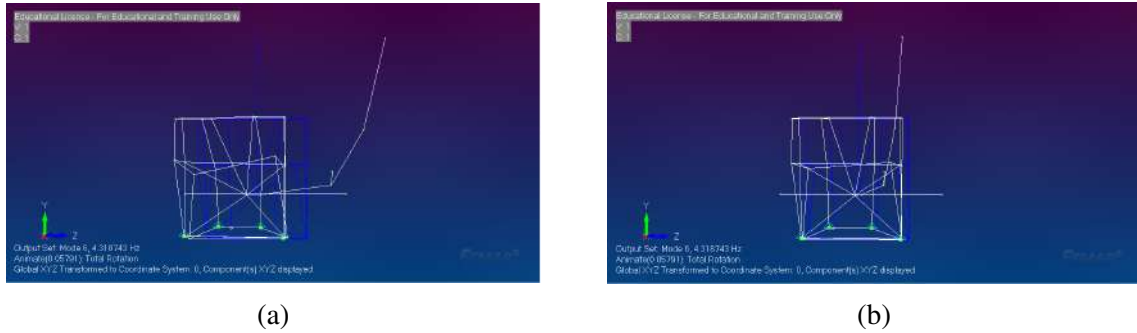 Educational License - For Educational and Training Use Only
Y
Z
Output Set: Mode 6, 4.318743 Hz
Animate(0.05791): Total Rotation
Global XYZ Transformed to Coordinate System: 0, Component(s) XYZ displayed
(a)
Educational License - For Educational and Training Use Only
Y
Z
Output Set: Mode 6, 4.318743 Hz
Animate(0.05791): Total Rotation
Global XYZ Transformed to Coordinate System: 0, Component(s) XYZ displayed
(b)